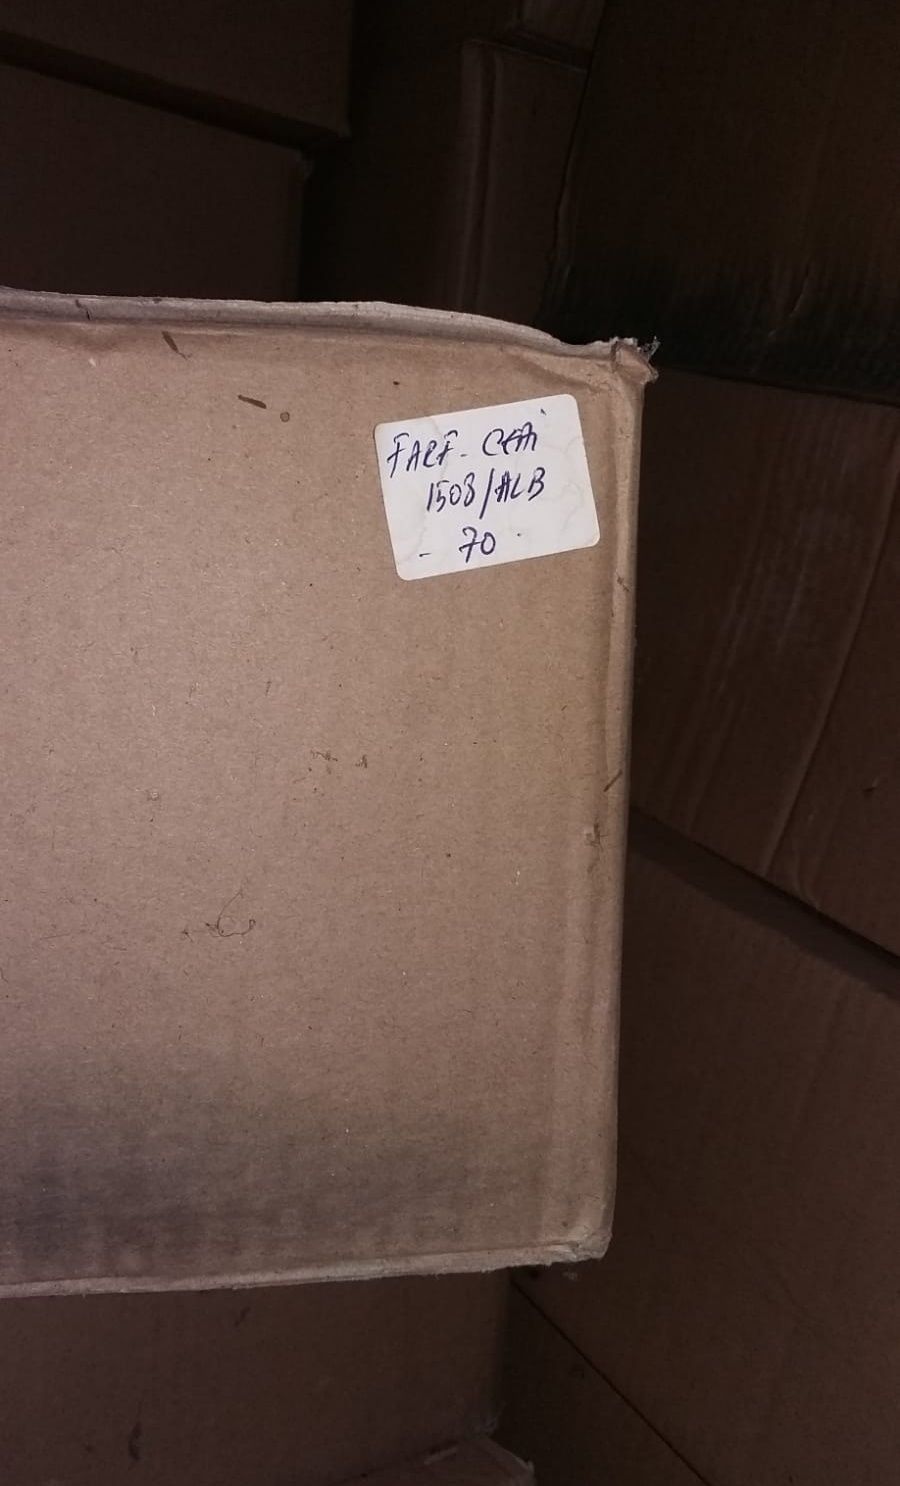 FARF. CEAI
1508/ALB
- 70